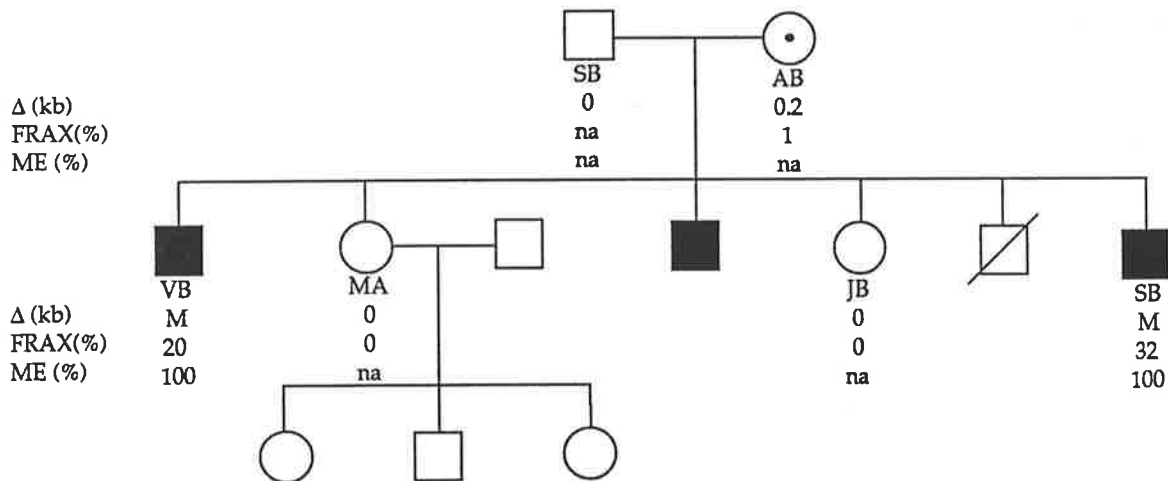 SB AB
Δ (kb) 0 0.2
FRAX(%) na 1
ME (%) na na
VB MA JB SB
Δ (kb) M 0 0 M
FRAX(%) 20 0 0 32
ME (%) 100 na na 100